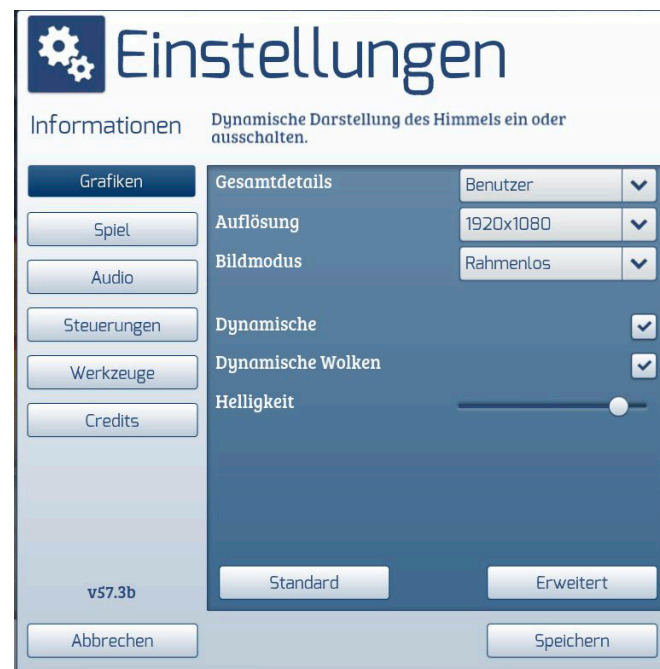 Einstellungen
Informationen
Dynamische Darstellung des Himmels ein oder
ausschalten.
Grafiken
Spiel
Audio
Steuerungen
Werkzeuge
Credits
v57.3b
Abbrechen
Gesamtdetails Benutzer
Auflösung 1920x1080
Bildmodus Rahmenlos
Dynamische
Dynamische Wolken
Helligkeit
Standard Erweitert
Speichern